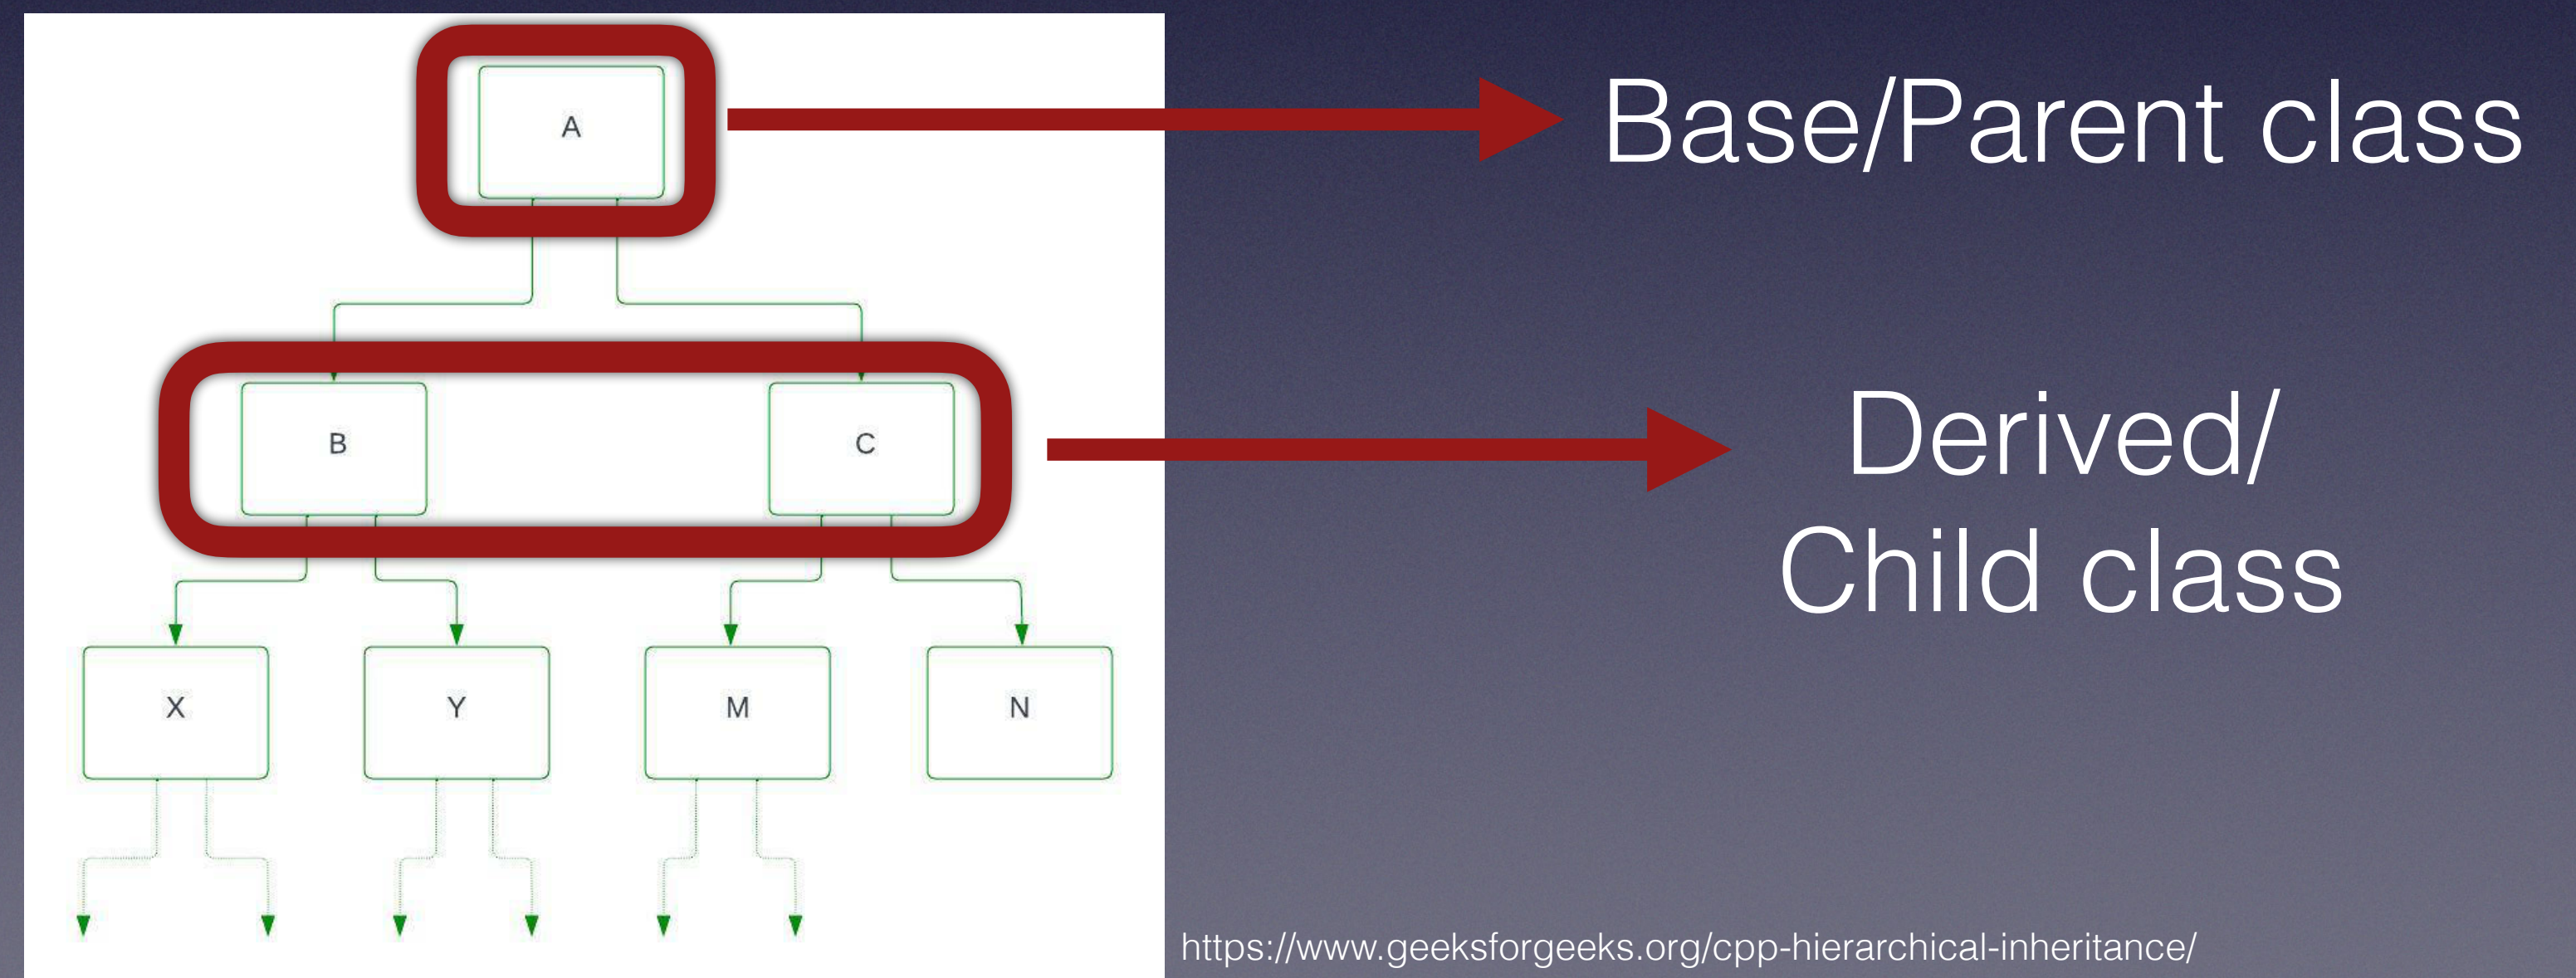 A
Base/Parent class
B
C
Derived/
Child class
X
Y
M
N
https://www.geeksforgeeks.org/cpp-hierarchical-inheritance/